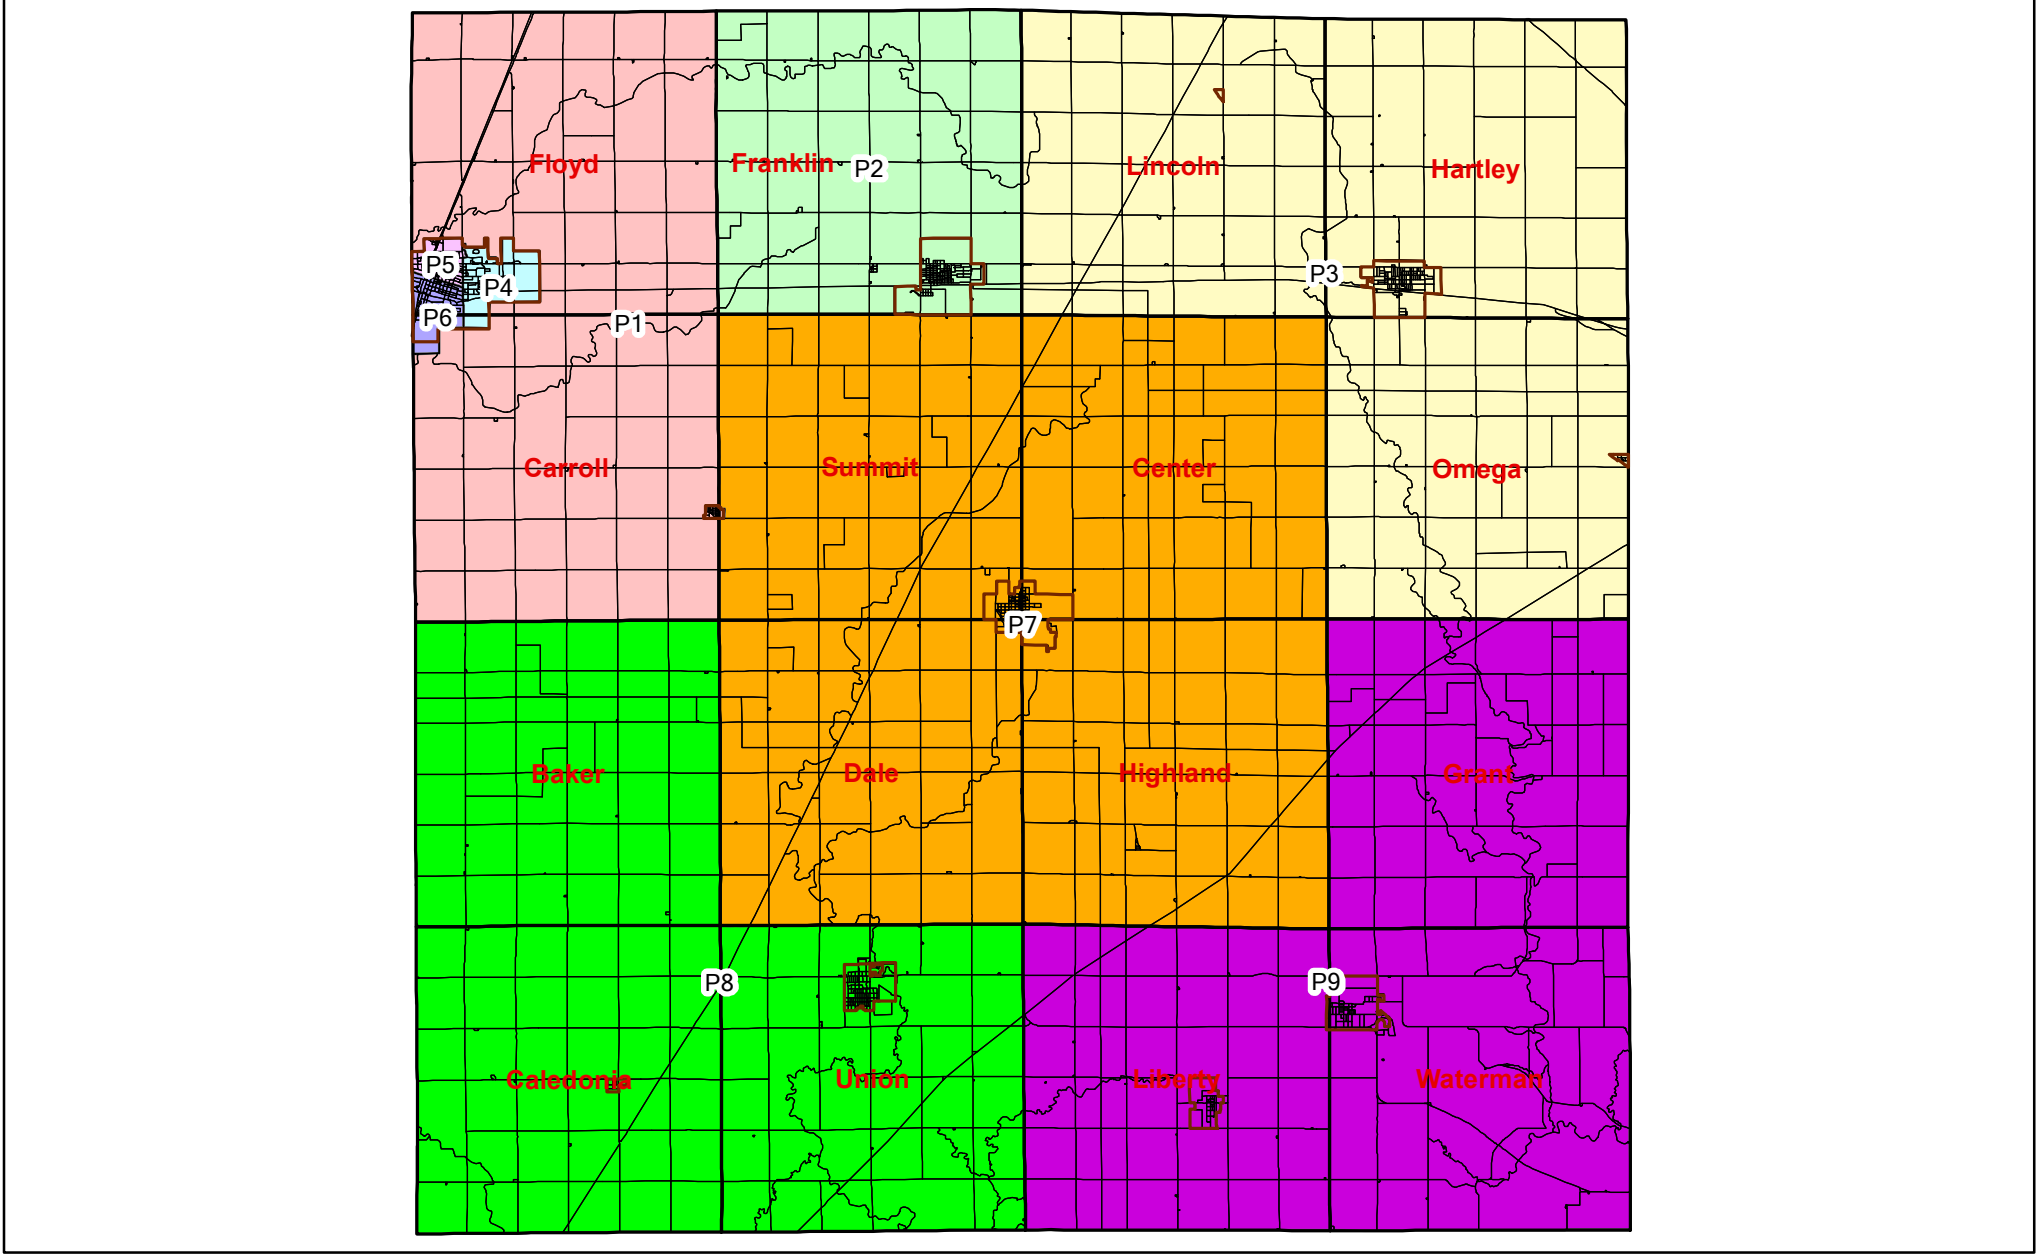 Floyd
Franklin
P2
Lincoln
Hartley
P5
P4
P3
P6
P1
Carroll
Summit
Center
Omega
P7
Baker
Dale
Highland
Grant
P8
P9
Caledonia
Union
Liberty
Waterman